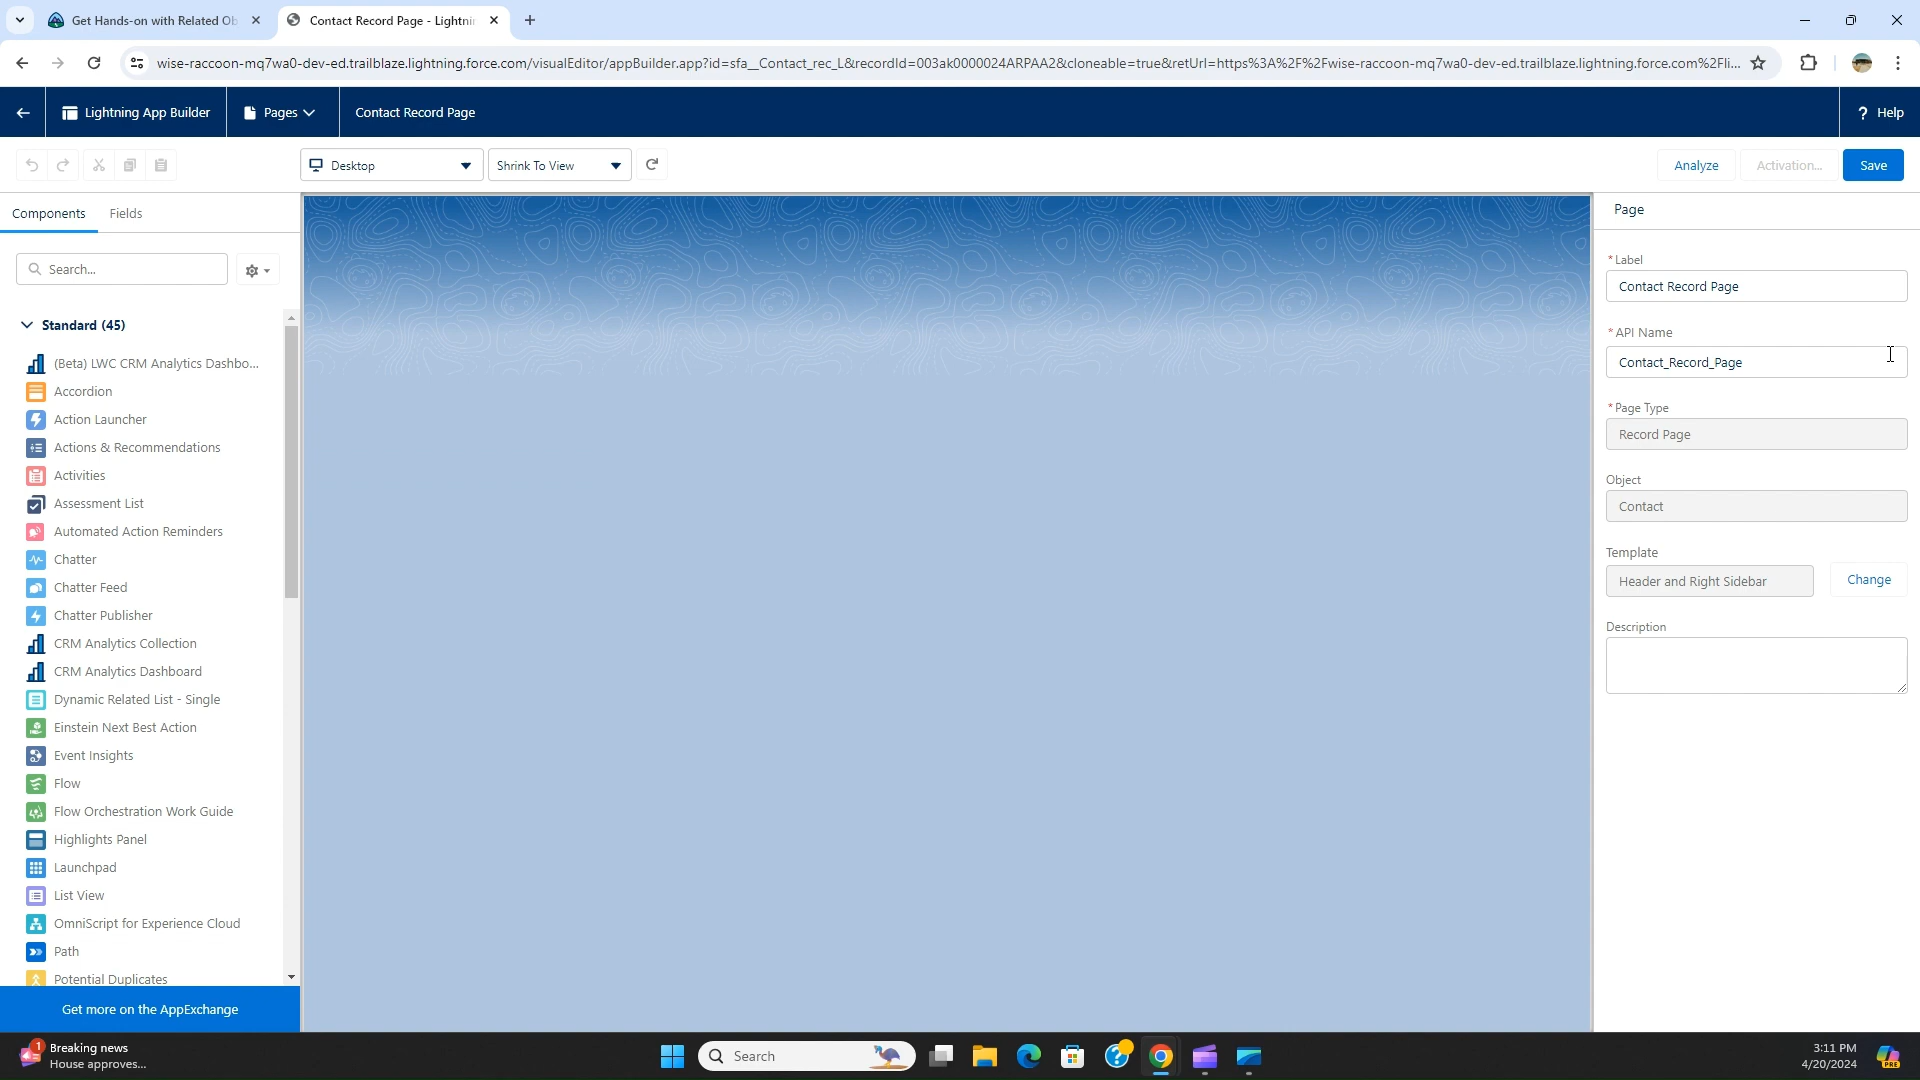 Get Hands-on with Related Ob
Contact Record Page - Lightni
wise-raccoon-mq7wa0-dev-ed.trailblaze.lightning.force.com/visualEditor/appBuilder.app?id=sfa__Contact_rec_L&recordId=003ak0000024ARPAA2&cloneable=true&retUrl=https%3A%2F%2Fwise-raccoon-mq7wa0-dev-ed.trailblaze.lightning.force.com%2Fli...
Lightning App Builder
Pages
Contact Record Page
? Help
Desktop
Shrink To View
Analyze
Activation...
Save
Components
Fields
Search...
Standard (45)
(Beta) LWC CRM Analytics Dashbo...
Accordion
Action Launcher
Actions & Recommendations
Activities
Assessment List
Automated Action Reminders
Chatter
Chatter Feed
Chatter Publisher
CRM Analytics Collection
CRM Analytics Dashboard
Dynamic Related List - Single
Einstein Next Best Action
Event Insights
Flow
Flow Orchestration Work Guide
Highlights Panel
Launchpad
List View
OmniScript for Experience Cloud
Path
Potential Duplicates
Get more on the AppExchange
Page
* Label
Contact Record Page
* API Name
Contact_Record_Page
* Page Type
Record Page
Object
Contact
Template
Header and Right Sidebar
Change
Description
1
Breaking news
House approves...
Search
3:11 PM
4/20/2024
PRE